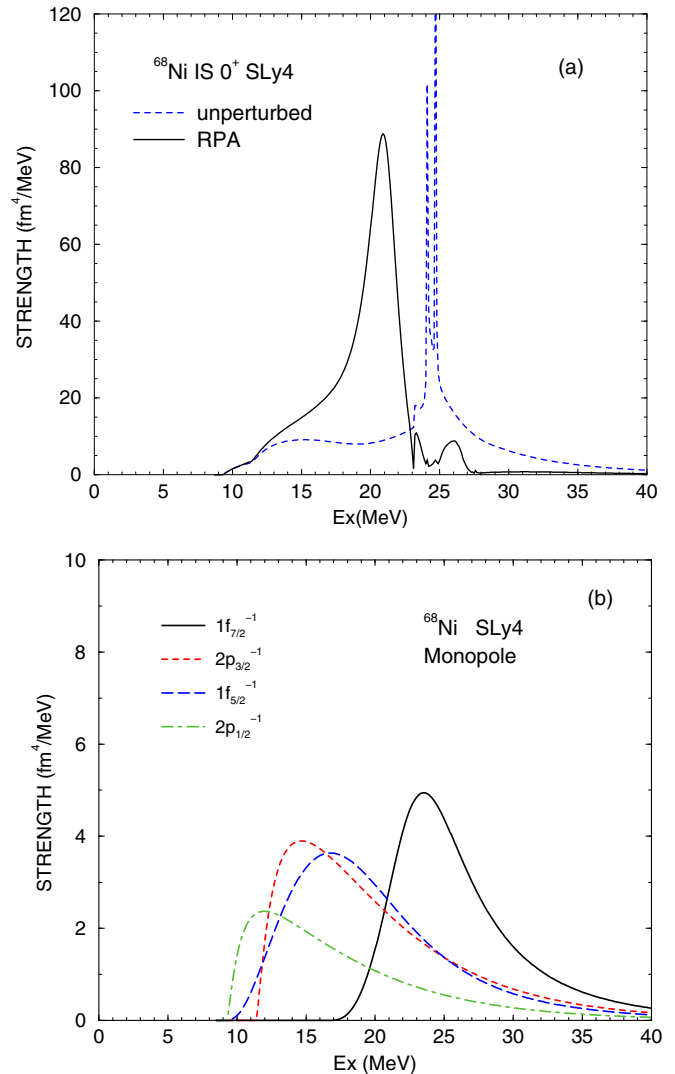 120
100
80
60
40
20
0
STRENGTH (fm⁴/MeV)
⁶⁸Ni IS 0⁺ SLy4
(a)
unperturbed
RPA
0 5 10 15 20 25 30 35 40
Ex(MeV)
10
8
6
4
2
0
STRENGTH (fm⁴/MeV)
(b)
1f₇/₂⁻¹
2p₃/₂⁻¹
1f₅/₂⁻¹
2p₁/₂⁻¹
⁶⁸Ni SLy4
Monopole
0 5 10 15 20 25 30 35 40
Ex (MeV)